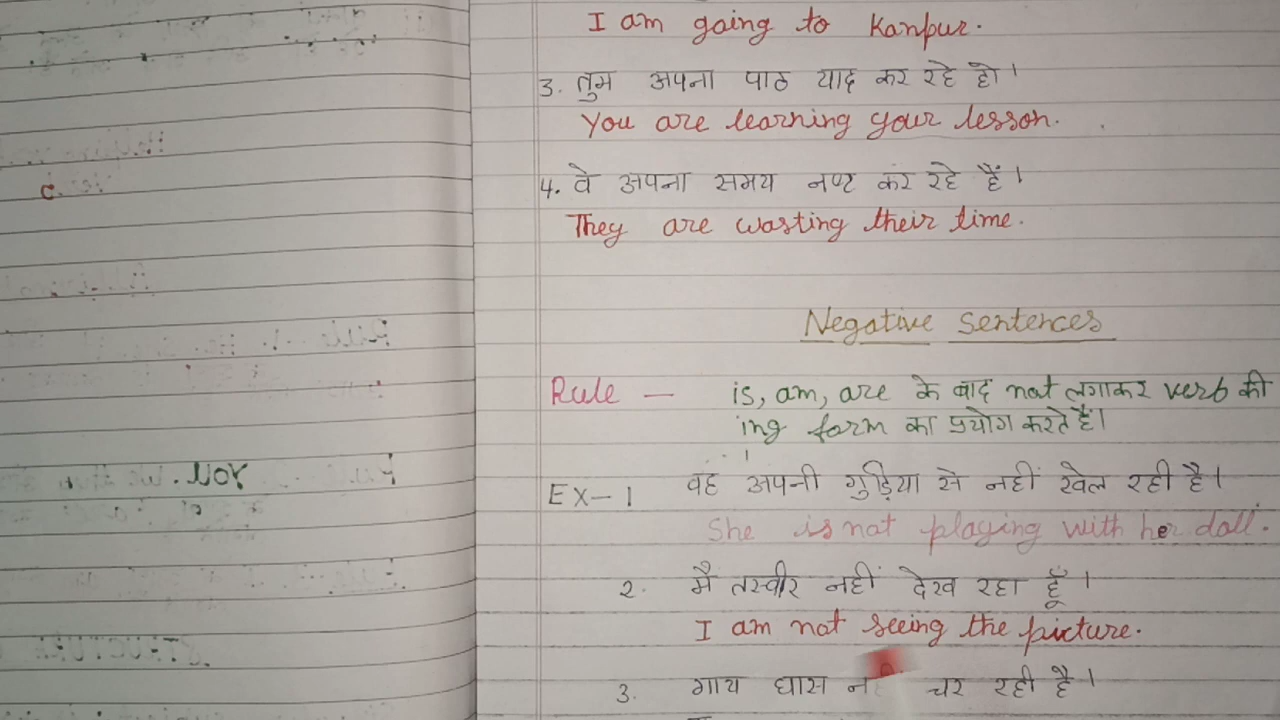 I am going to Kanpur.
3. तुम अपना पाठ याद कर रहे हो।
You are learning your lesson.
4. वे अपना समय नष्ट कर रहे हैं।
They are wasting their time.
c.
Negative Sentences
Rule — is, am, are के बाद not लगाकर verb की
ing form का प्रयोग करते हैं।
EX-1 वह अपनी गुड़िया से नहीं खेल रही है।
She is not playing with her doll.
2. मैं तस्वीर नहीं देख रहा हूँ।
I am not seeing the picture.
3. गाय घास चर रही है।